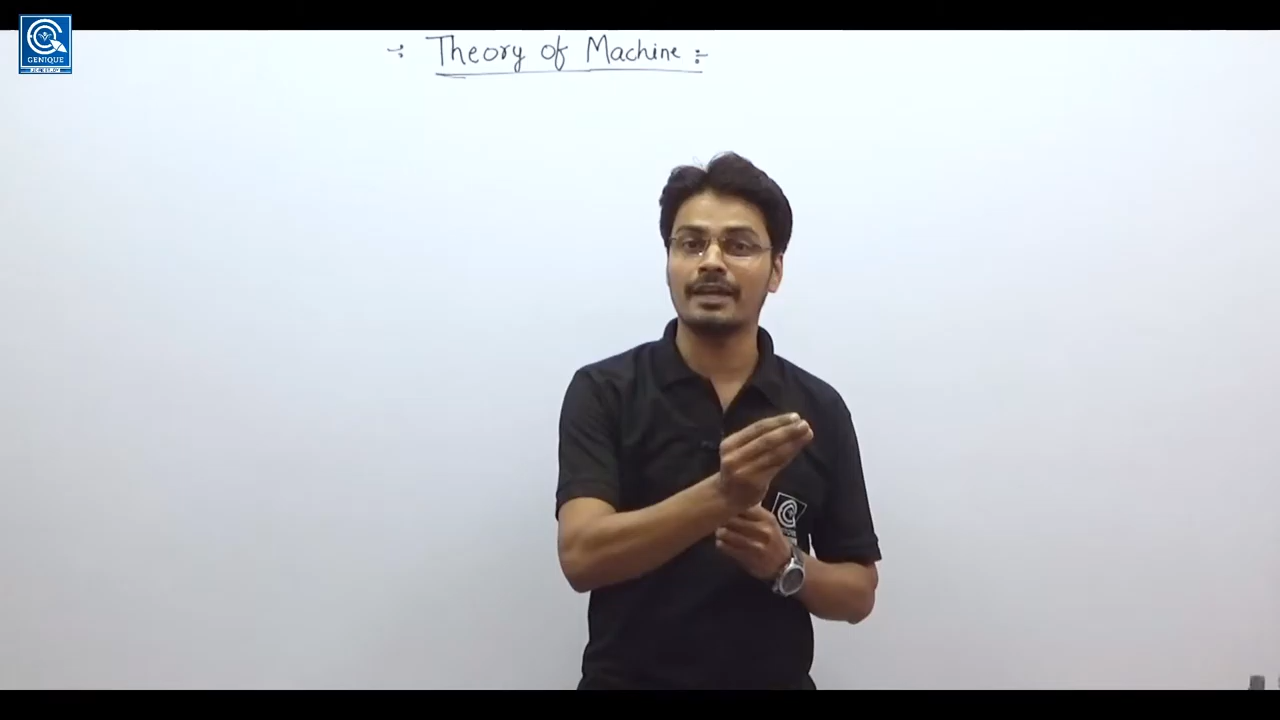 GENIQUE
÷ Theory of Machine :-